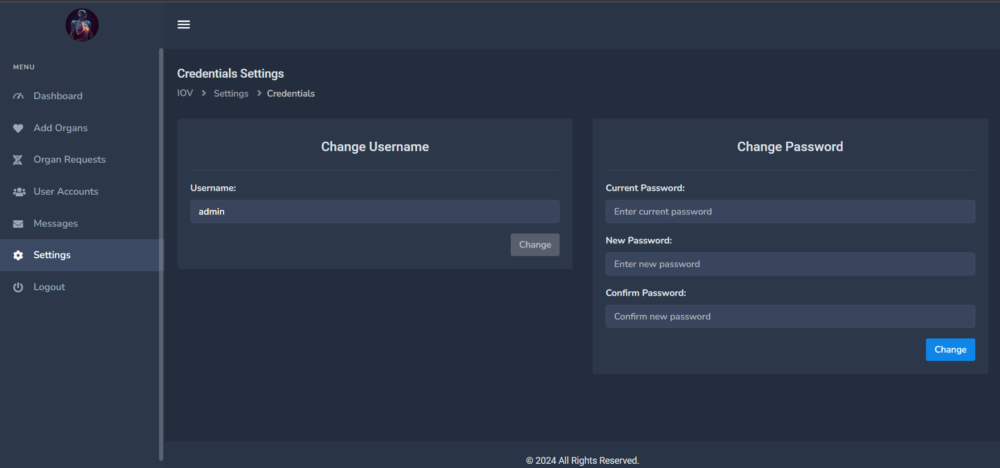 MENU
Dashboard
Add Organs
Organ Requests
User Accounts
Messages
Settings
Logout
Credentials Settings
IOV > Settings > Credentials
Change Username
Username:
admin
Change
Change Password
Current Password:
Enter current password
New Password:
Enter new password
Confirm Password:
Confirm new password
Change
© 2024 All Rights Reserved.